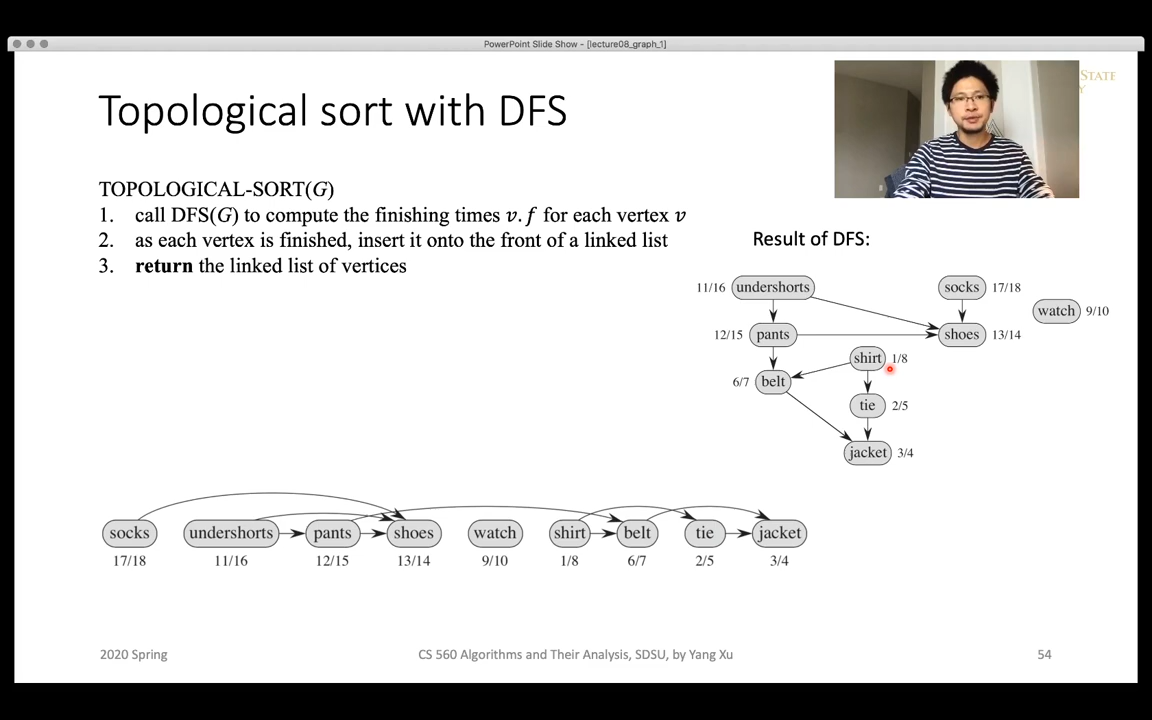 PowerPoint Slide Show - [lecture08_graph_1]
STATE
Y
Topological sort with DFS
TOPOLOGICAL-SORT(G)
1. call DFS(G) to compute the finishing times v.f for each vertex v
2. as each vertex is finished, insert it onto the front of a linked list
3. return the linked list of vertices
Result of DFS:
11/16 undershorts socks 17/18
watch 9/10
12/15 pants shoes 13/14
shirt 1/8
6/7 belt
tie 2/5
jacket 3/4
socks undershorts pants shoes watch shirt belt tie jacket
17/18 11/16 12/15 13/14 9/10 1/8 6/7 2/5 3/4
2020 Spring CS 560 Algorithms and Their Analysis, SDSU, by Yang Xu 54